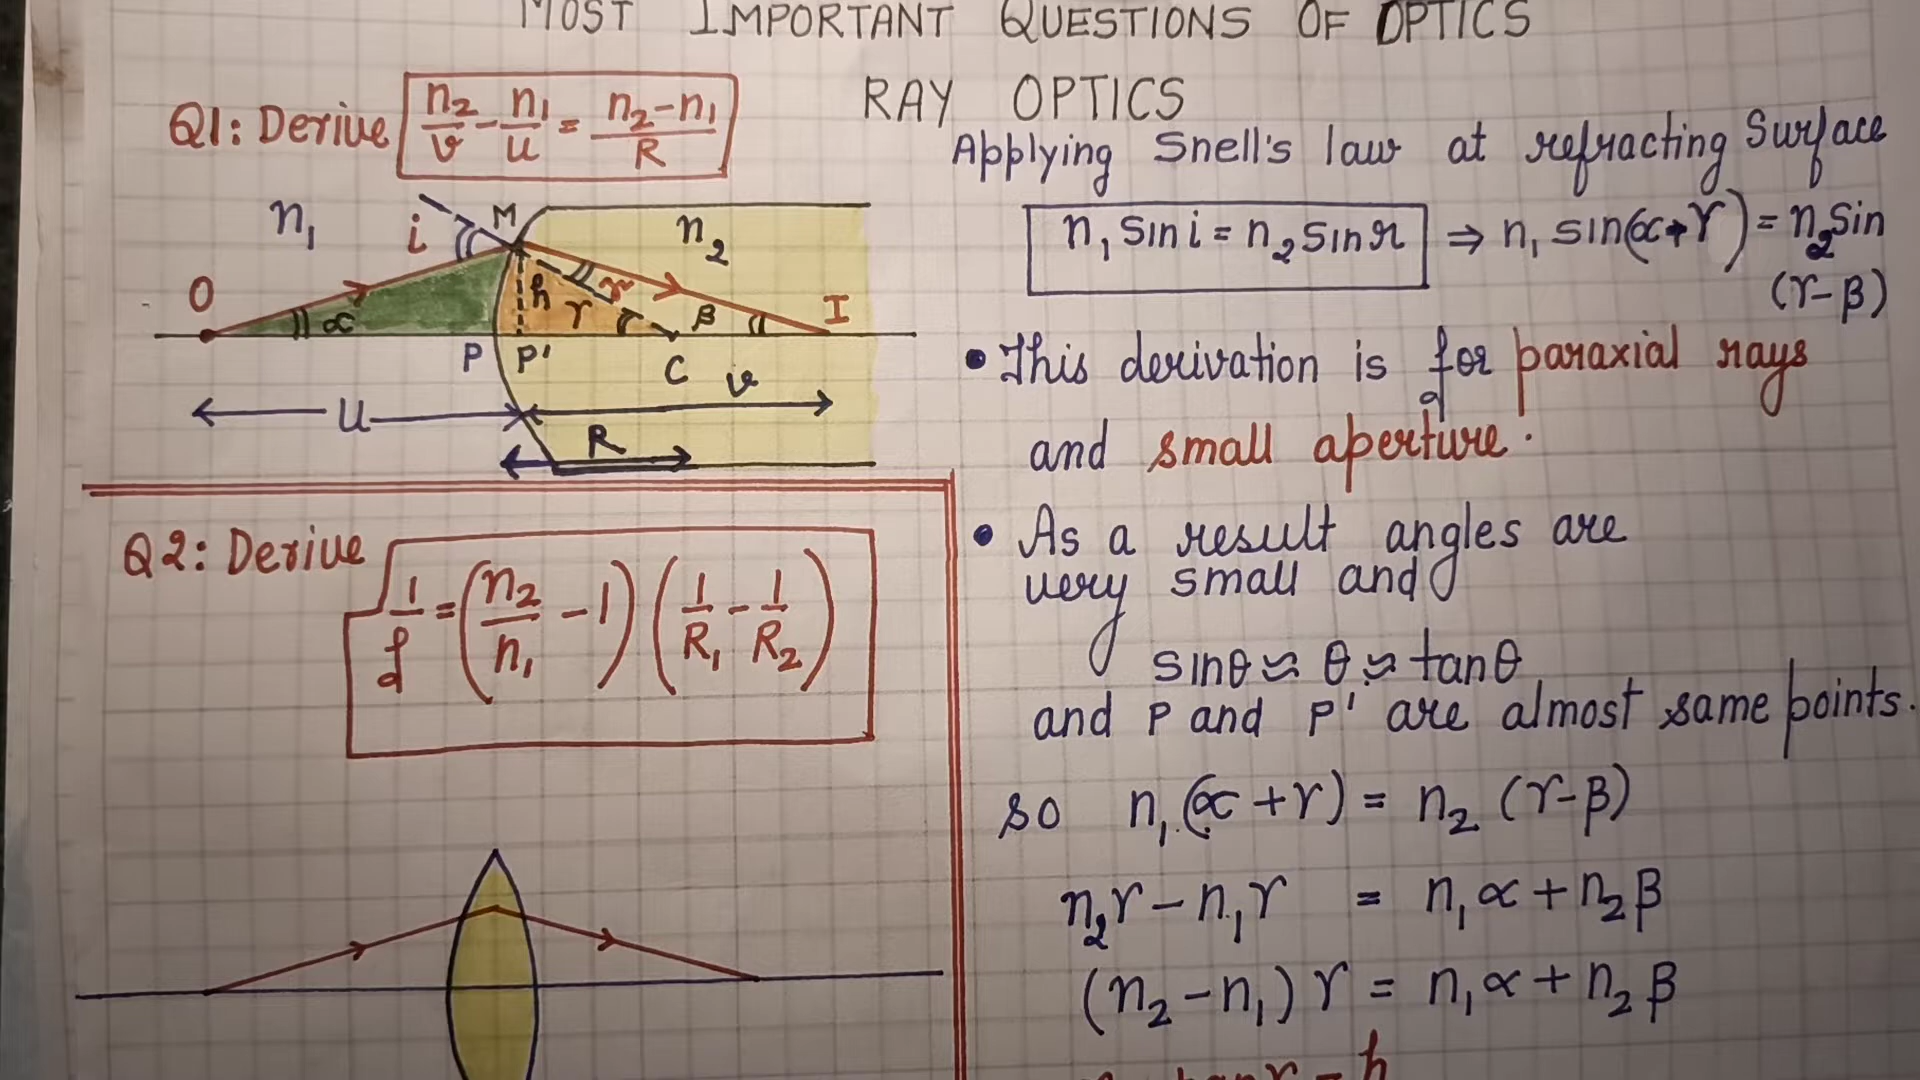 MOST IMPORTANT QUESTIONS OF OPTICS
RAY OPTICS
Q1: Derive n₂/v - n₁/u = n₂-n₁/R
n₁
i
M
n₂
O
α
h
r
γ
β
I
P
P'
C
u
v
R
Q2: Derive
1/f = (n₂/n₁ - 1) (1/R₁ - 1/R₂)
Applying Snell's law at refracting Surface
n₁ sin i = n₂ sin r ⇒ n₁ sin(α+γ) = n₂ sin
(γ-β)
• This derivation is for paraxial rays
and small aperture.
• As a result angles are
very small and
sinθ ≈ θ ≈ tanθ
and P and P' are almost same points.
so n₁(α+γ) = n₂ (γ-β)
n₂γ - n₁γ = n₁α + n₂β
(n₂-n₁) γ = n₁α + n₂β
tan γ = h